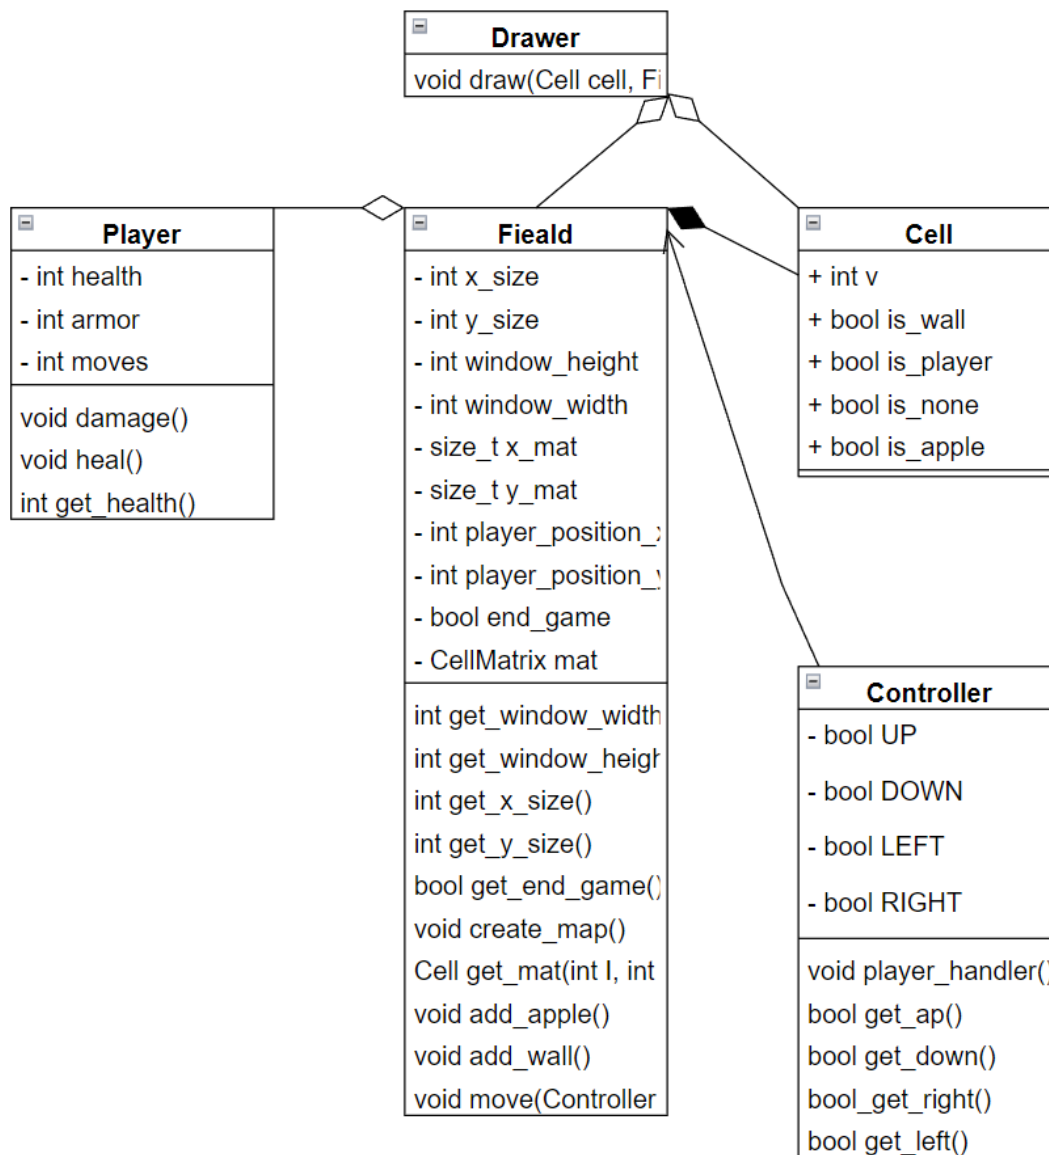 Drawer
void draw(Cell cell, Fi
Player
- int health
- int armor
- int moves
void damage()
void heal()
int get_health()
Fieald
- int x_size
- int y_size
- int window_height
- int window_width
- size_t x_mat
- size_t y_mat
- int player_position_x
- int player_position_y
- bool end_game
- CellMatrix mat
int get_window_width
int get_window_heigh
int get_x_size()
int get_y_size()
bool get_end_game()
void create_map()
Cell get_mat(int I, int
void add_apple()
void add_wall()
void move(Controller
Cell
+ int v
+ bool is_wall
+ bool is_player
+ bool is_none
+ bool is_apple
Controller
- bool UP
- bool DOWN
- bool LEFT
- bool RIGHT
void player_handler()
bool get_ap()
bool get_down()
bool_get_right()
bool get_left()